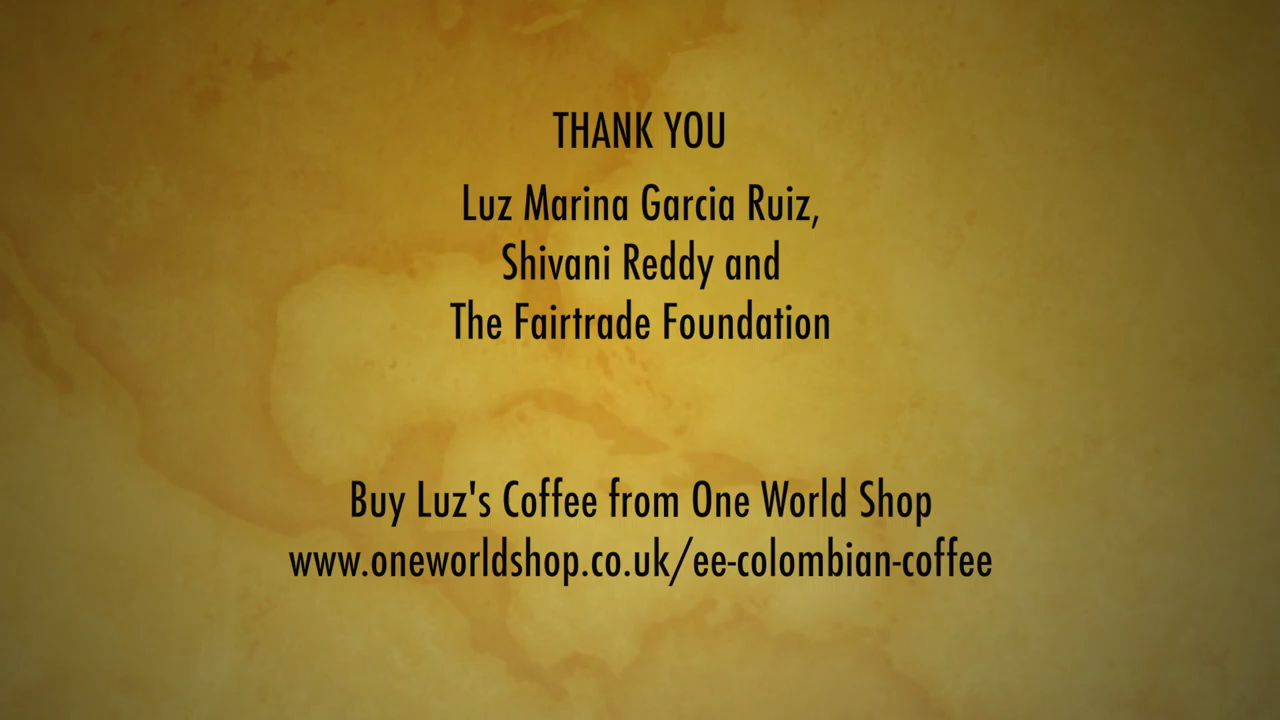 THANK YOU
Luz Marina Garcia Ruiz,
Shivani Reddy and
The Fairtrade Foundation
Buy Luz's Coffee from One World Shop
www.oneworldshop.co.uk/ee-colombian-coffee